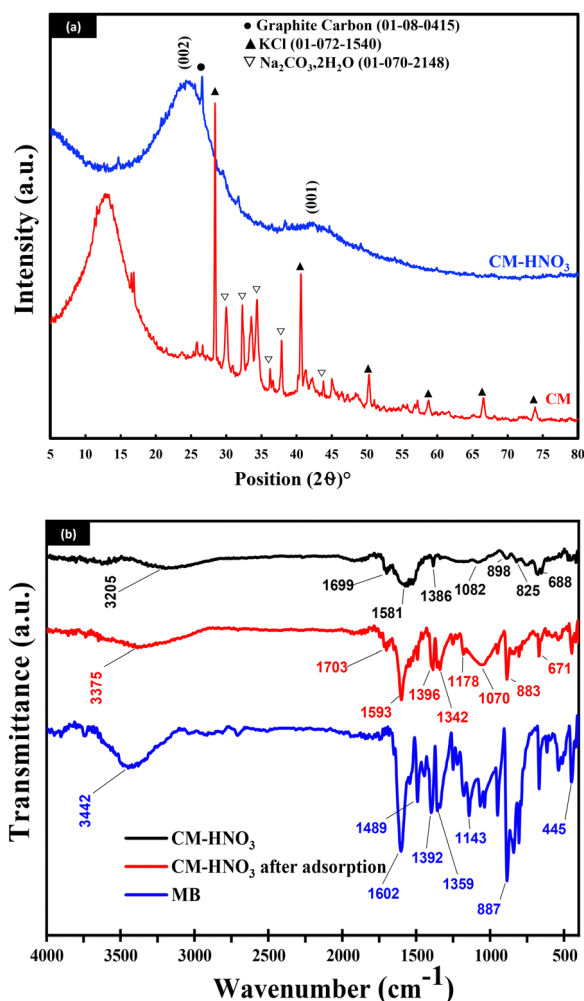 (a)
● Graphite Carbon (01-08-0415)
▲ KCl (01-072-1540)
▽ Na₂CO₃,2H₂O (01-070-2148)
(002)
(001)
CM-HNO₃
CM
Intensity (a.u.)
5 10 15 20 25 30 35 40 45 50 55 60 65 70 75 80
Position (2ϑ)°
(b)
3205
1699
1581
1386
1082
898
825
688
3375
1703
1593
1396
1342
1178
1070
883
671
3442
1489
1602
1392
1359
1143
887
445
CM-HNO₃
CM-HNO₃ after adsorption
MB
Transmittance (a.u.)
4000 3500 3000 2500 2000 1500 1000 500
Wavenumber (cm⁻¹)